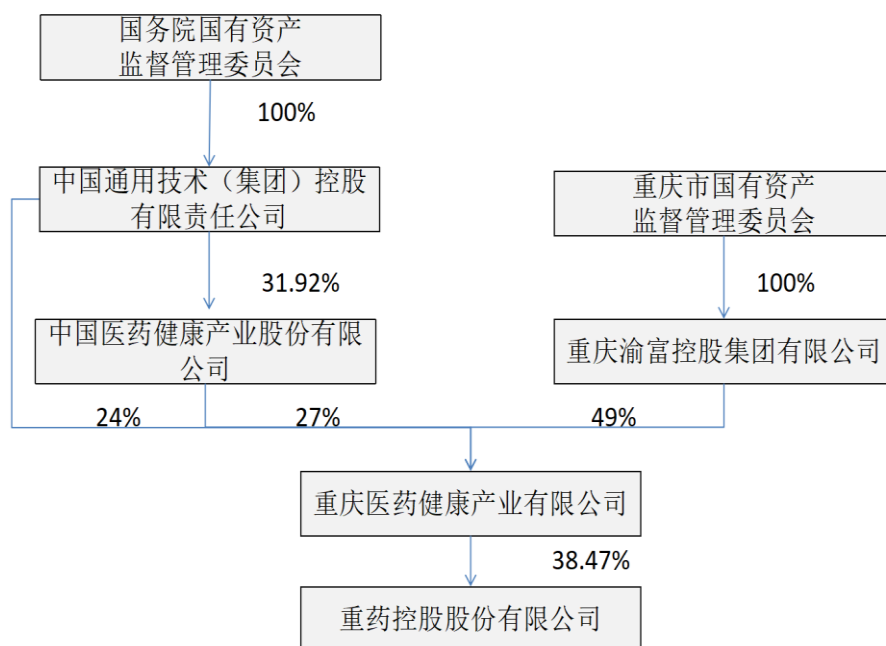 国务院国有资产
监督管理委员会
100%
中国通用技术（集团）控股
有限责任公司
重庆市国有资产
监督管理委员会
31.92%
100%
中国医药健康产业股份有限
公司
重庆渝富控股集团有限公司
24%
27%
49%
重庆医药健康产业有限公司
38.47%
重药控股股份有限公司